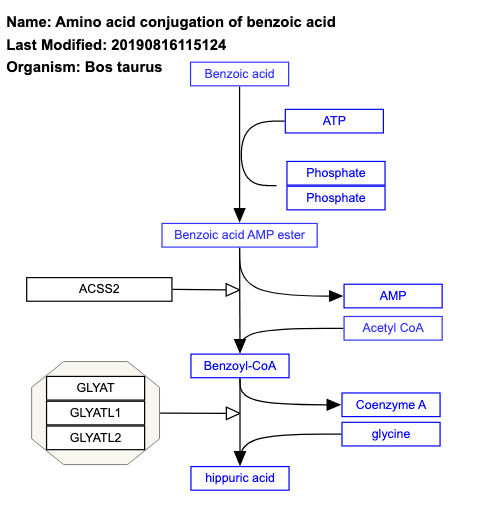 Name: Amino acid conjugation of benzoic acid
Last Modified: 20190816115124
Organism: Bos taurus
Benzoic acid
ATP
Phosphate
Phosphate
Benzoic acid AMP ester
ACSS2
AMP
Acetyl CoA
Benzoyl-CoA
GLYAT
Coenzyme A
GLYATL1
glycine
GLYATL2
hippuric acid